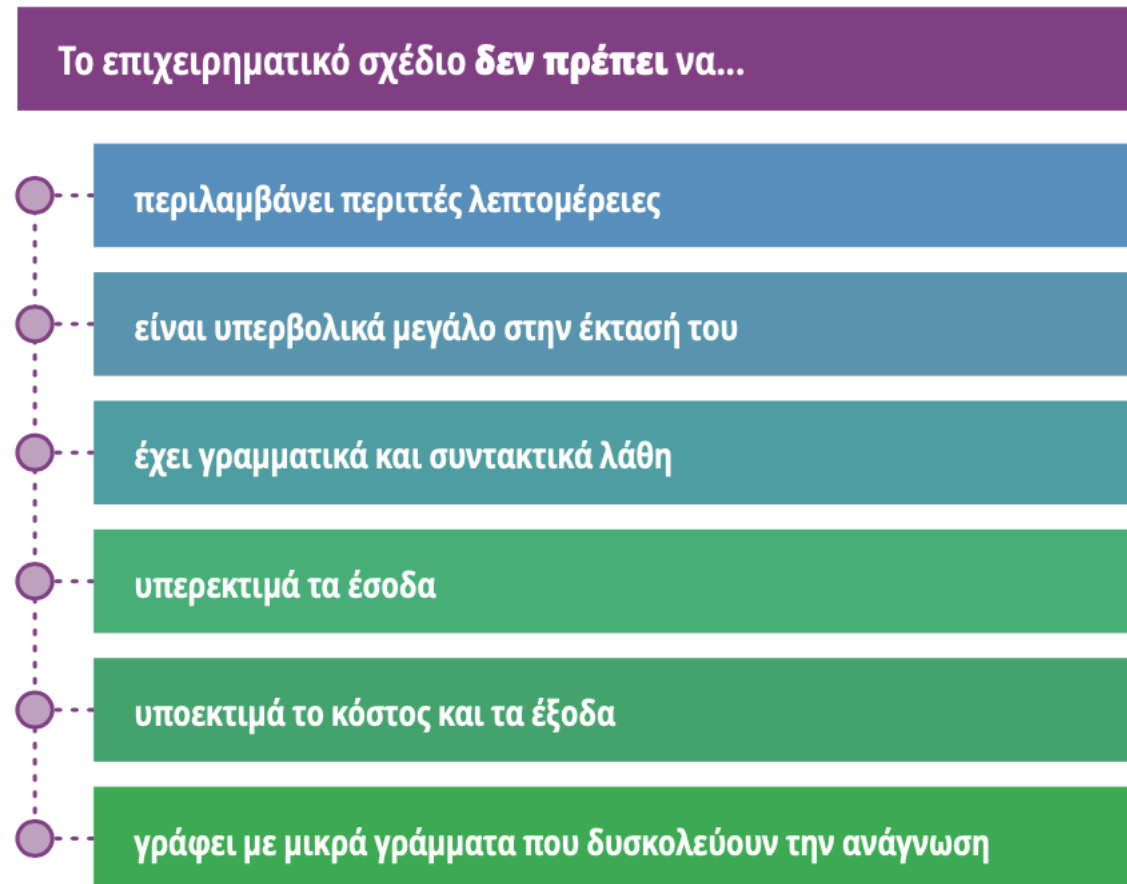 Το επιχειρηματικό σχέδιο δεν πρέπει να...
περιλαμβάνει περιττές λεπτομέρειες
είναι υπερβολικά μεγάλο στην έκτασή του
έχει γραμματικά και συντακτικά λάθη
υπερεκτιμά τα έσοδα
υποεκτιμά το κόστος και τα έξοδα
γράφει με μικρά γράμματα που δυσκολεύουν την ανάγνωση